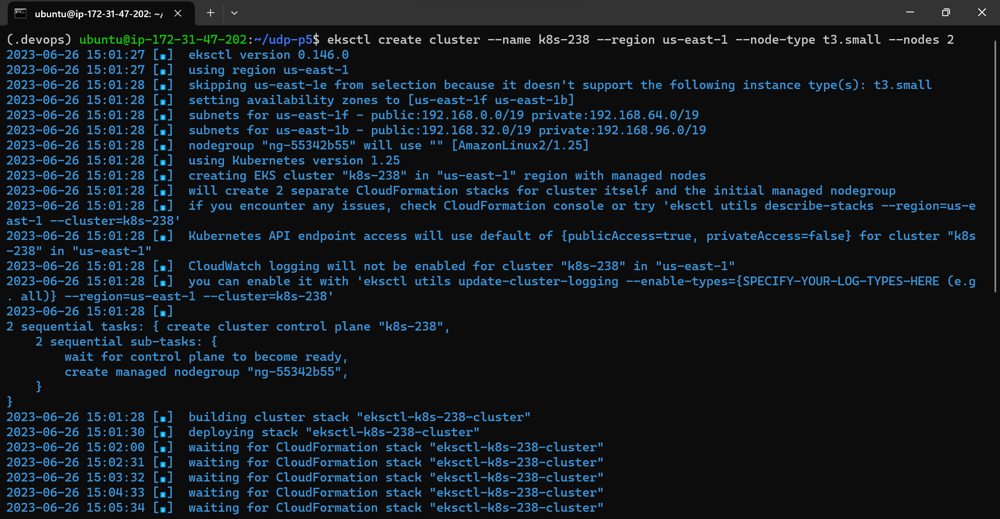 ubuntu@ip-172-31-47-202: ~/
(.devops) ubuntu@ip-172-31-47-202:~/udp-p5$ eksctl create cluster --name k8s-238 --region us-east-1 --node-type t3.small --nodes 2
2023-06-26 15:01:27 [ℹ]  eksctl version 0.146.0
2023-06-26 15:01:27 [ℹ]  using region us-east-1
2023-06-26 15:01:28 [ℹ]  skipping us-east-1e from selection because it doesn't support the following instance type(s): t3.small
2023-06-26 15:01:28 [ℹ]  setting availability zones to [us-east-1f us-east-1b]
2023-06-26 15:01:28 [ℹ]  subnets for us-east-1f - public:192.168.0.0/19 private:192.168.64.0/19
2023-06-26 15:01:28 [ℹ]  subnets for us-east-1b - public:192.168.32.0/19 private:192.168.96.0/19
2023-06-26 15:01:28 [ℹ]  nodegroup "ng-55342b55" will use "" [AmazonLinux2/1.25]
2023-06-26 15:01:28 [ℹ]  using Kubernetes version 1.25
2023-06-26 15:01:28 [ℹ]  creating EKS cluster "k8s-238" in "us-east-1" region with managed nodes
2023-06-26 15:01:28 [ℹ]  will create 2 separate CloudFormation stacks for cluster itself and the initial managed nodegroup
2023-06-26 15:01:28 [ℹ]  if you encounter any issues, check CloudFormation console or try 'eksctl utils describe-stacks --region=us-e
ast-1 --cluster=k8s-238'
2023-06-26 15:01:28 [ℹ]  Kubernetes API endpoint access will use default of {publicAccess=true, privateAccess=false} for cluster "k8s
-238" in "us-east-1"
2023-06-26 15:01:28 [ℹ]  CloudWatch logging will not be enabled for cluster "k8s-238" in "us-east-1"
2023-06-26 15:01:28 [ℹ]  you can enable it with 'eksctl utils update-cluster-logging --enable-types={SPECIFY-YOUR-LOG-TYPES-HERE (e.g
. all)} --region=us-east-1 --cluster=k8s-238'
2023-06-26 15:01:28 [ℹ]
2 sequential tasks: { create cluster control plane "k8s-238",
    2 sequential sub-tasks: {
        wait for control plane to become ready,
        create managed nodegroup "ng-55342b55",
    }
}
2023-06-26 15:01:28 [ℹ]  building cluster stack "eksctl-k8s-238-cluster"
2023-06-26 15:01:30 [ℹ]  deploying stack "eksctl-k8s-238-cluster"
2023-06-26 15:02:00 [ℹ]  waiting for CloudFormation stack "eksctl-k8s-238-cluster"
2023-06-26 15:02:31 [ℹ]  waiting for CloudFormation stack "eksctl-k8s-238-cluster"
2023-06-26 15:03:32 [ℹ]  waiting for CloudFormation stack "eksctl-k8s-238-cluster"
2023-06-26 15:04:33 [ℹ]  waiting for CloudFormation stack "eksctl-k8s-238-cluster"
2023-06-26 15:05:34 [ℹ]  waiting for CloudFormation stack "eksctl-k8s-238-cluster"